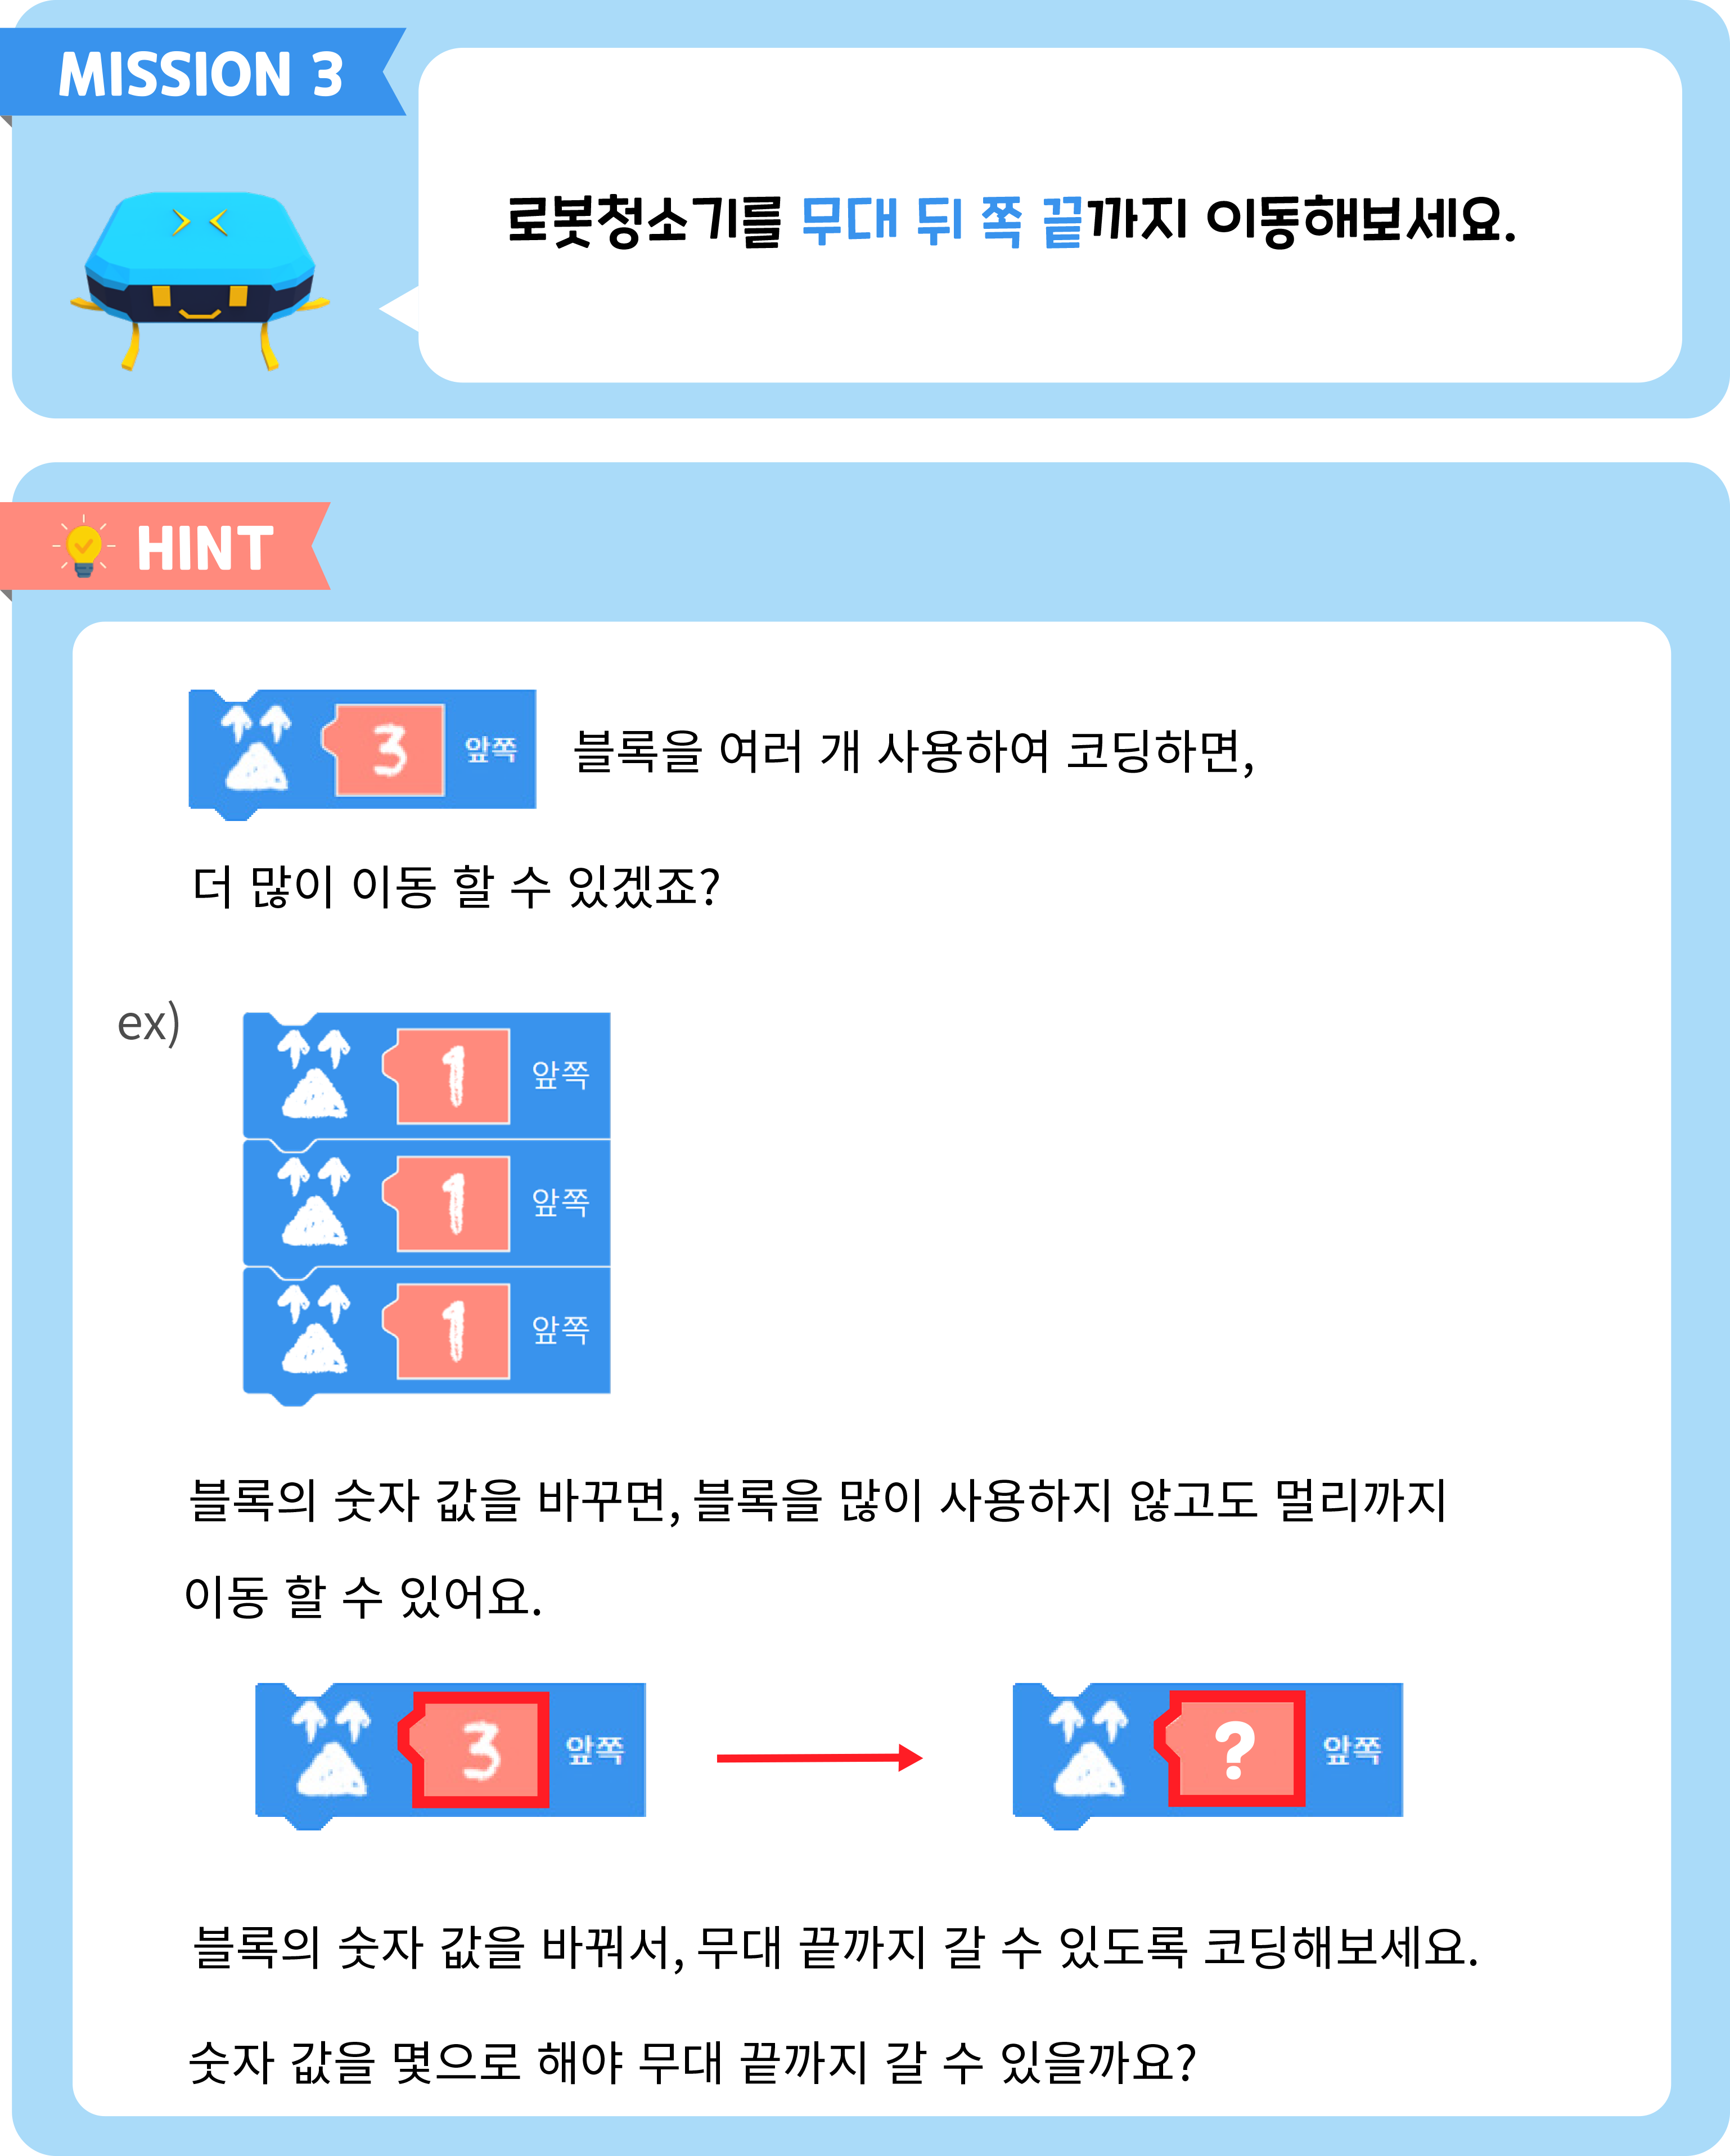 MISSION 3
로봇청소기를 무대 뒤 쪽 끝까지 이동해보세요.
HINT
3 앞쪽 블록을 여러 개 사용하여 코딩하면,
더 많이 이동 할 수 있겠죠?
ex)
1 앞쪽
1 앞쪽
1 앞쪽
블록의 숫자 값을 바꾸면, 블록을 많이 사용하지 않고도 멀리까지
이동 할 수 있어요.
3 앞쪽 ? 앞쪽
블록의 숫자 값을 바꿔서, 무대 끝까지 갈 수 있도록 코딩해보세요.
숫자 값을 몇으로 해야 무대 끝까지 갈 수 있을까요?